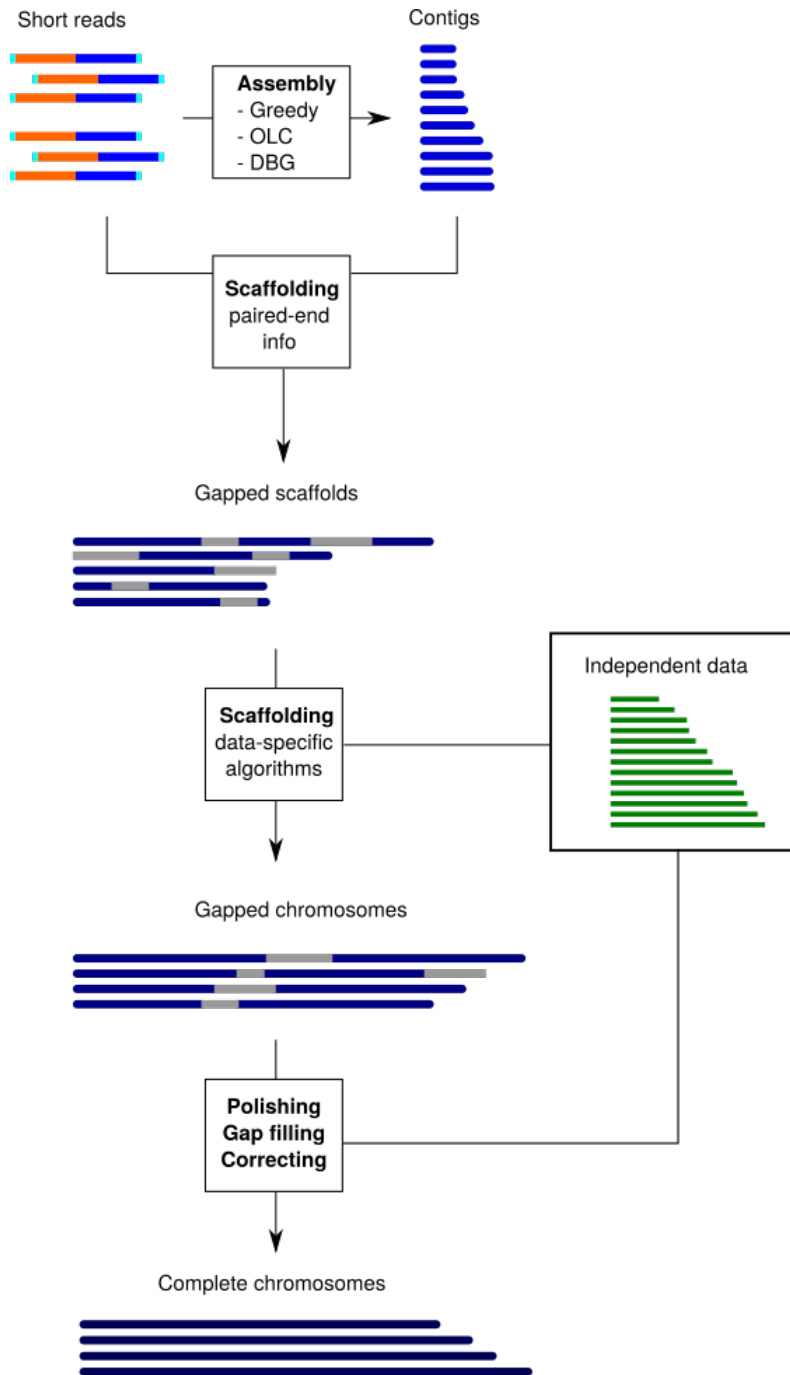 Short reads
Contigs
Assembly
- Greedy
- OLC
- DBG
Scaffolding
paired-end
info
Gapped scaffolds
Independent data
Scaffolding
data-specific
algorithms
Gapped chromosomes
Polishing
Gap filling
Correcting
Complete chromosomes